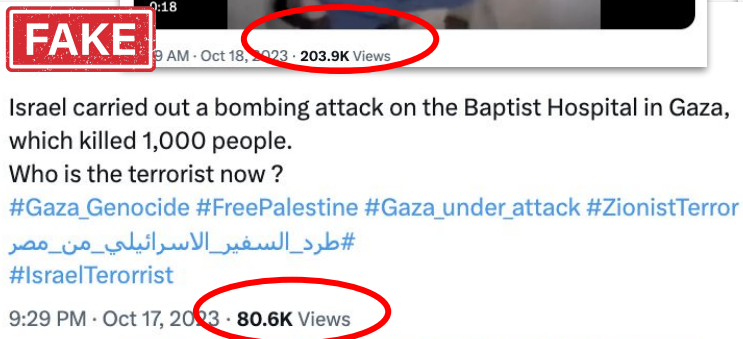 0:18
FAKE
9 AM · Oct 18, 2023 · 203.9K Views
Israel carried out a bombing attack on the Baptist Hospital in Gaza,
which killed 1,000 people.
Who is the terrorist now ?
#Gaza_Genocide #FreePalestine #Gaza_under_attack #ZionistTerror
#طرد_السفير_الاسرائيلي_من_مصر
#IsraelTerorrist
9:29 PM · Oct 17, 2023 · 80.6K Views